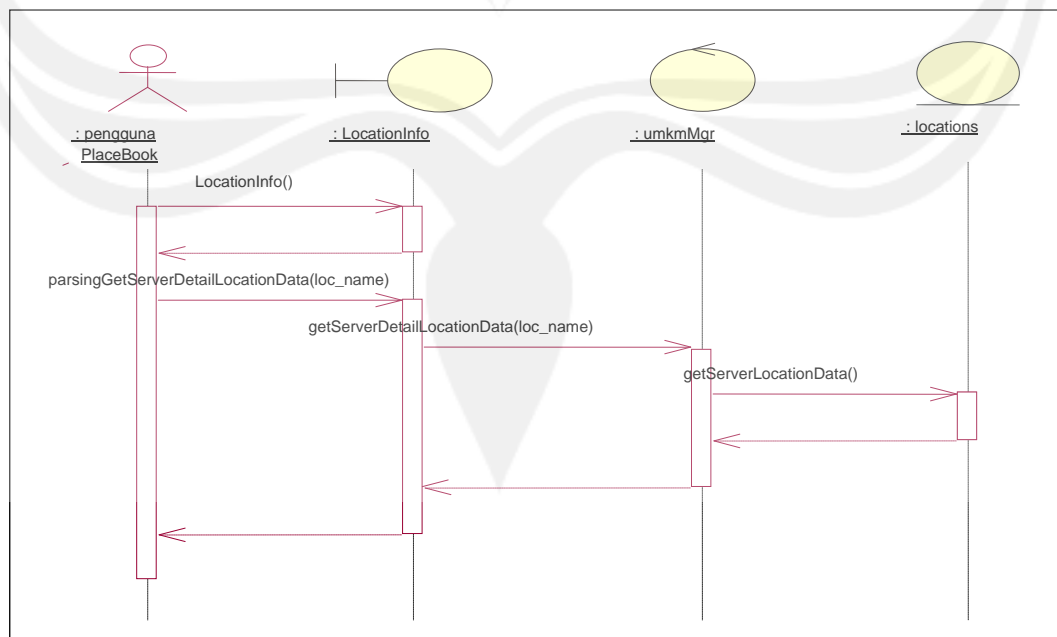 : pengguna
PlaceBook
: LocationInfo
: umkmMgr
: locations
LocationInfo()
parsingGetServerDetailLocationData(loc_name)
getServerDetailLocationData(loc_name)
getServerLocationData()